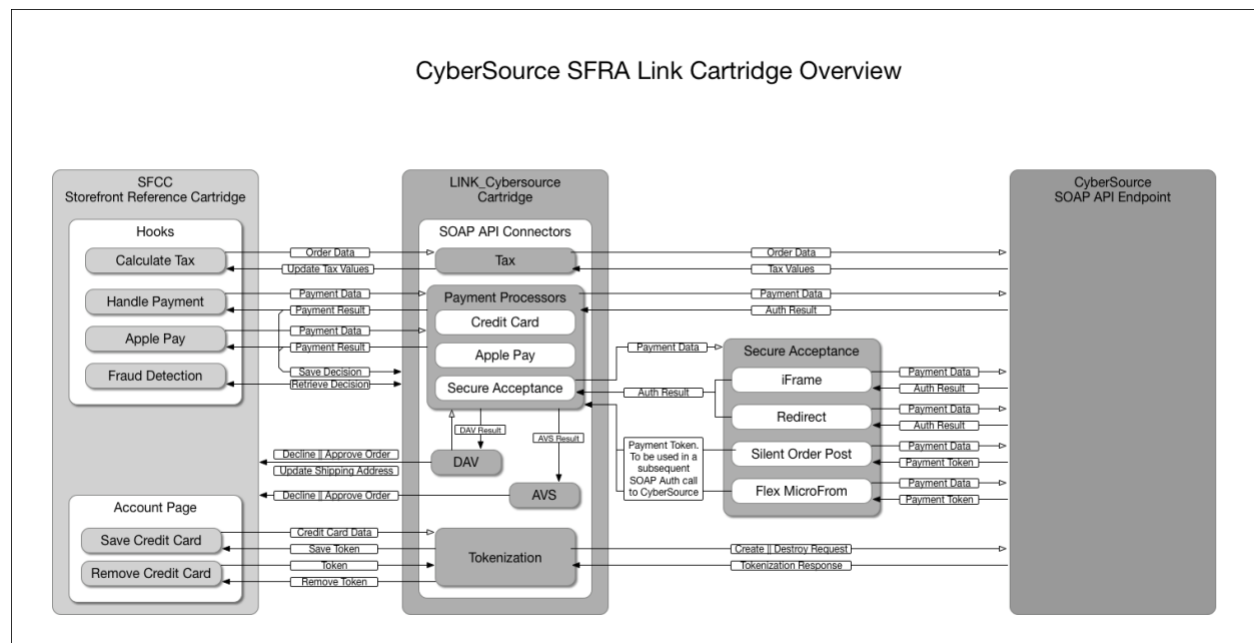 CyberSource SFRA Link Cartridge Overview
SFCC
Storefront Reference Cartridge
LINK_Cybersource
Cartridge
CyberSource
SOAP API Endpoint
Hooks
SOAP API Connectors
Calculate Tax
Order Data
Update Tax Values
Tax
Order Data
Tax Values
Handle Payment
Payment Data
Payment Result
Payment Processors
Payment Data
Auth Result
Credit Card
Apple Pay
Payment Data
Payment Result
Apple Pay
Payment Data
Secure Acceptance
Fraud Detection
Save Decision
Retrieve Decision
Secure Acceptance
Auth Result
iFrame
Payment Data
Auth Result
Redirect
Payment Data
Auth Result
DAV Result
AVS Result
Payment Token.
To be used in a
subsequent
SOAP Auth call
to CyberSource
Silent Order Post
Payment Data
Payment Token
Decline || Approve Order
Update Shipping Address
DAV
Flex MicroFrom
Payment Data
Payment Token
Decline || Approve Order
AVS
Account Page
Save Credit Card
Credit Card Data
Save Token
Tokenization
Create || Destroy Request
Tokenization Response
Remove Credit Card
Token
Remove Token